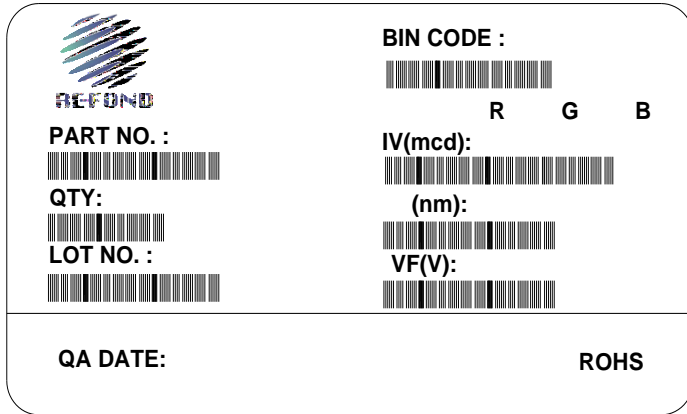 REFOND
BIN CODE :
R G B
PART NO. :
IV(mcd):
QTY:
(nm):
LOT NO. :
VF(V):
QA DATE:
ROHS